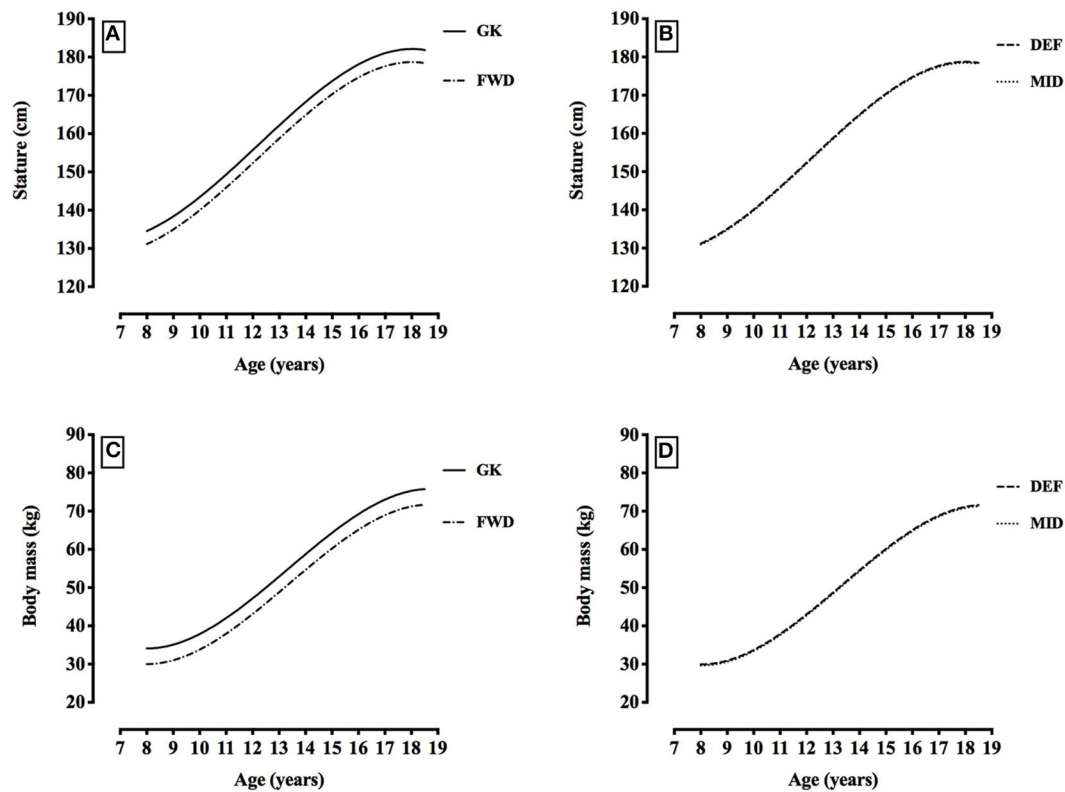 A
190
180
170
160
150
140
130
120
Stature (cm)
GK
FWD
7 8 9 10 11 12 13 14 15 16 17 18 19
Age (years)
B
190
180
170
160
150
140
130
120
Stature (cm)
DEF
MID
7 8 9 10 11 12 13 14 15 16 17 18 19
Age (years)
C
90
80
70
60
50
40
30
20
Body mass (kg)
GK
FWD
7 8 9 10 11 12 13 14 15 16 17 18 19
Age (years)
D
90
80
70
60
50
40
30
20
Body mass (kg)
DEF
MID
7 8 9 10 11 12 13 14 15 16 17 18 19
Age (years)